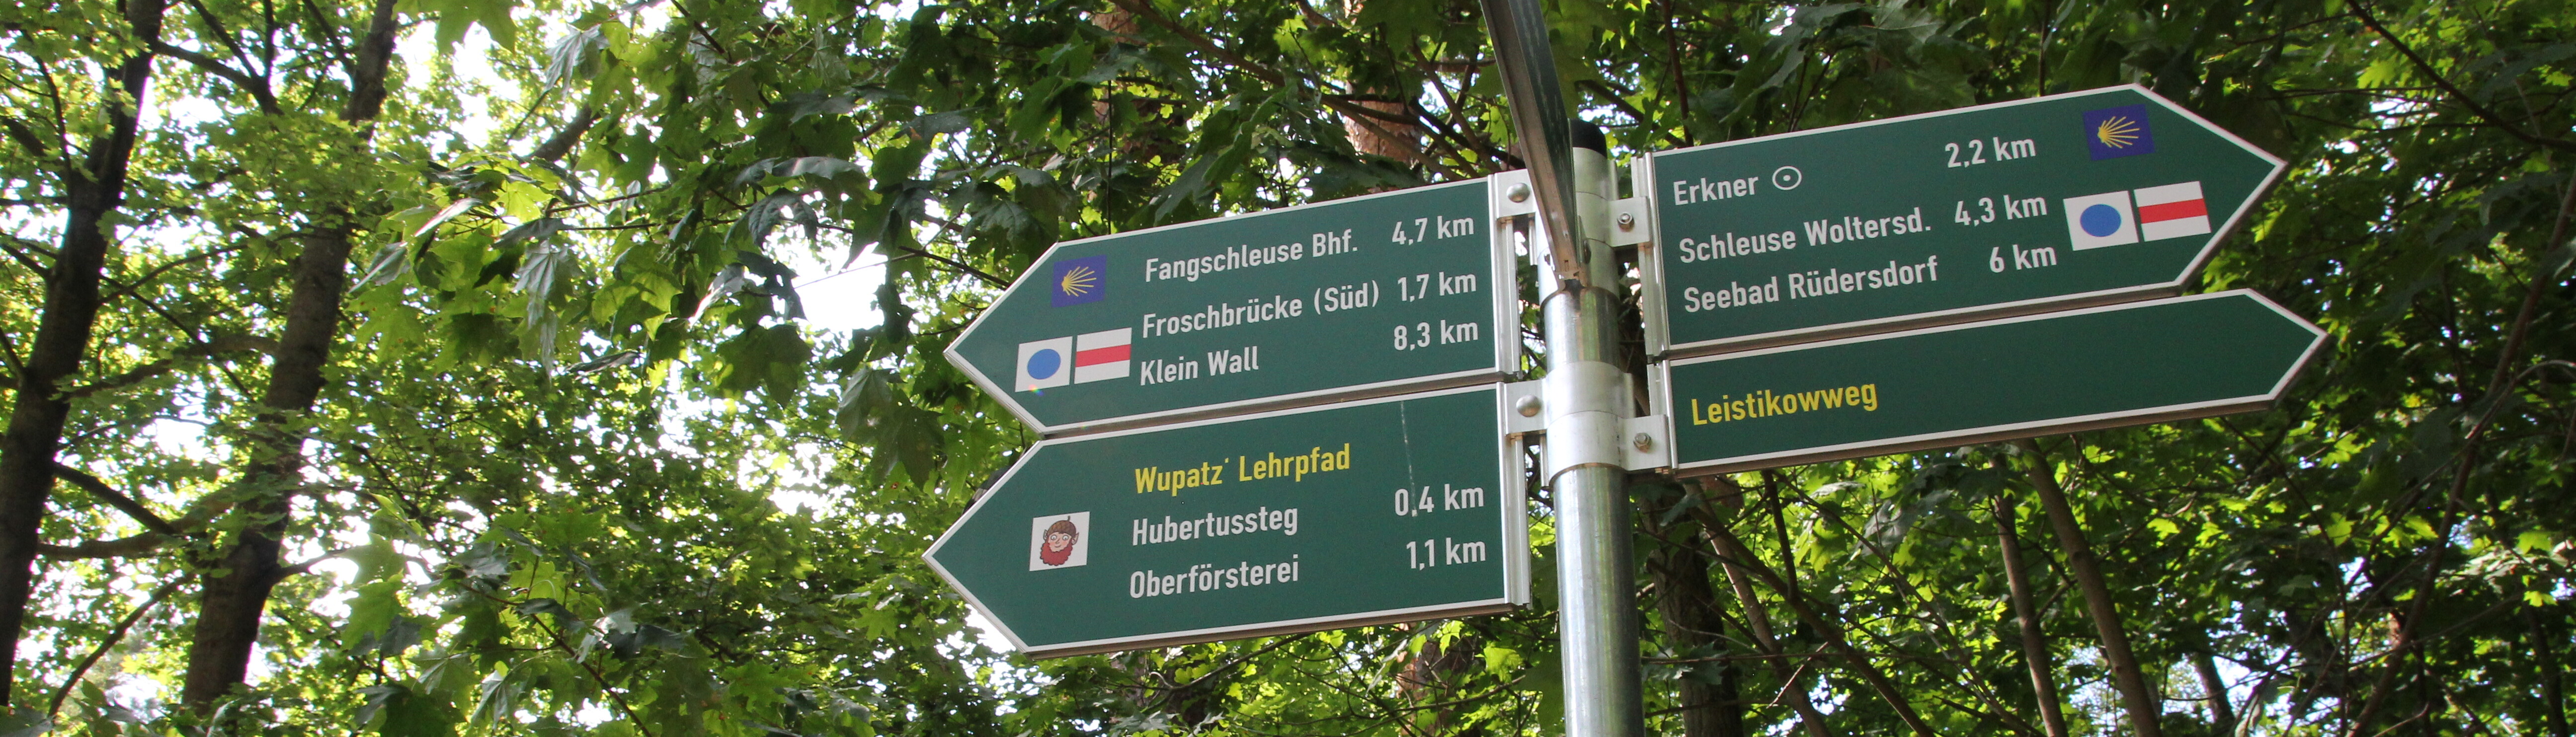 Fangschleuse Bhf. 4,7 km
Froschbrücke (Süd) 1,7 km
Klein Wall 8,3 km
Wupatz' Lehrpfad
Hubertussteg 0,4 km
Oberförsterei 1,1 km
Erkner 2,2 km
Schleuse Woltersd. 4,3 km
Seebad Rüdersdorf 6 km
Leistikowweg